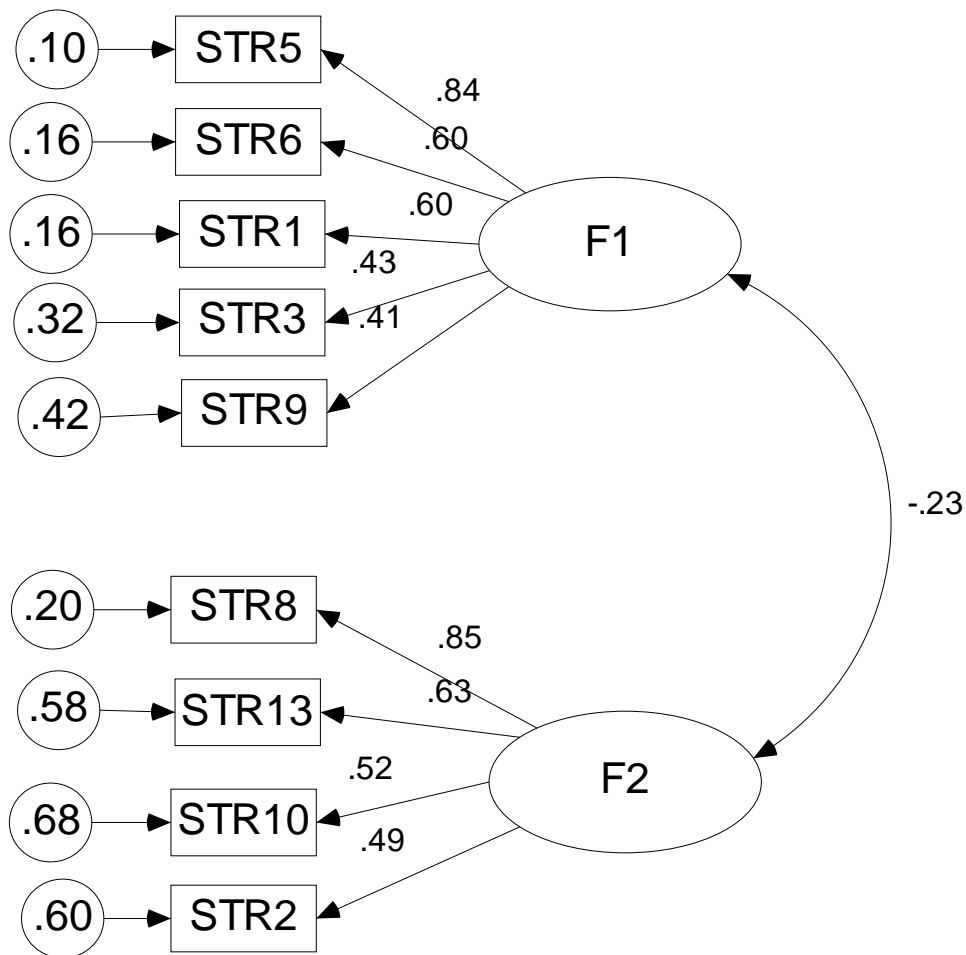 .10 STR5
.84
.16 STR6 .60
.16 STR1 .60 F1
.43
.32 STR3 .41
.42 STR9
-.23
.20 STR8
.85
.58 STR13 .63
.52 F2
.68 STR10
.49
.60 STR2